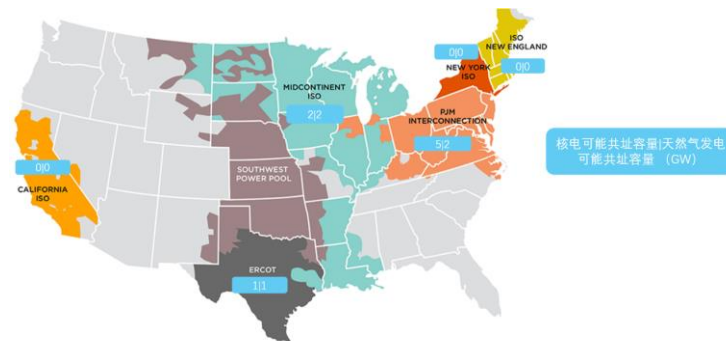 ISO
NEW ENGLAND
0|0
NEW YORK
ISO
0|0
MIDCONTINENT
ISO
2|2
PJM
INTERCONNECTION
5|2
核电可能共址容量|天然气发电
可能共址容量 （GW）
0|0
CALIFORNIA
ISO
SOUTHWEST
POWER POOL
ERCOT
1|1